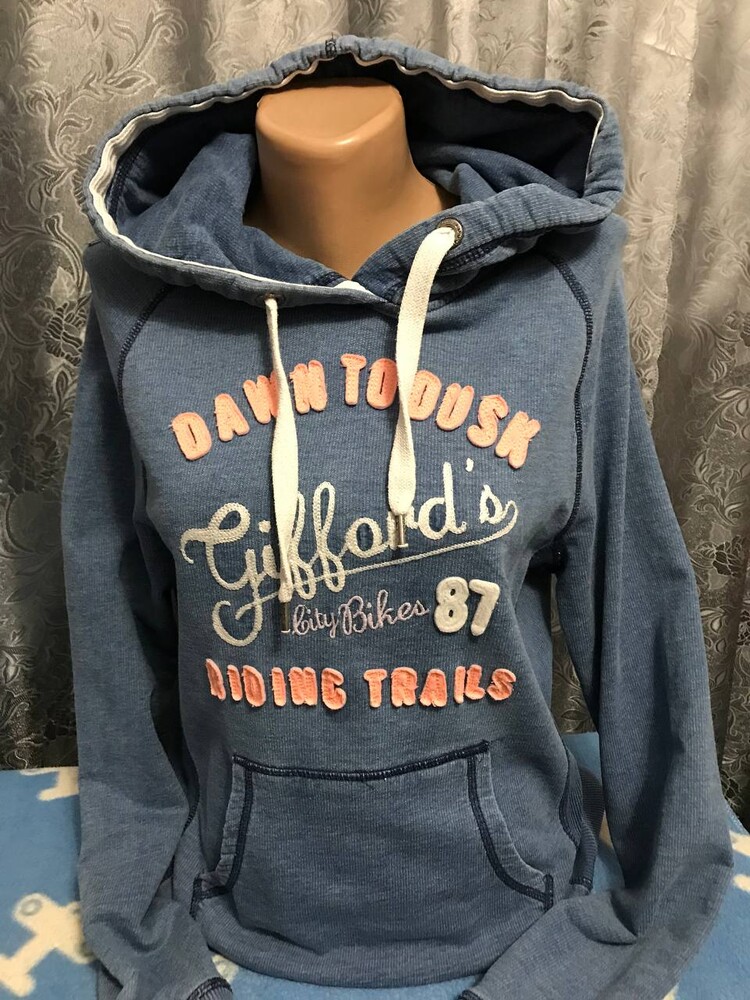 DAWN TO DUSK
Gifford's
City Bikes 87
RIDING TRAILS